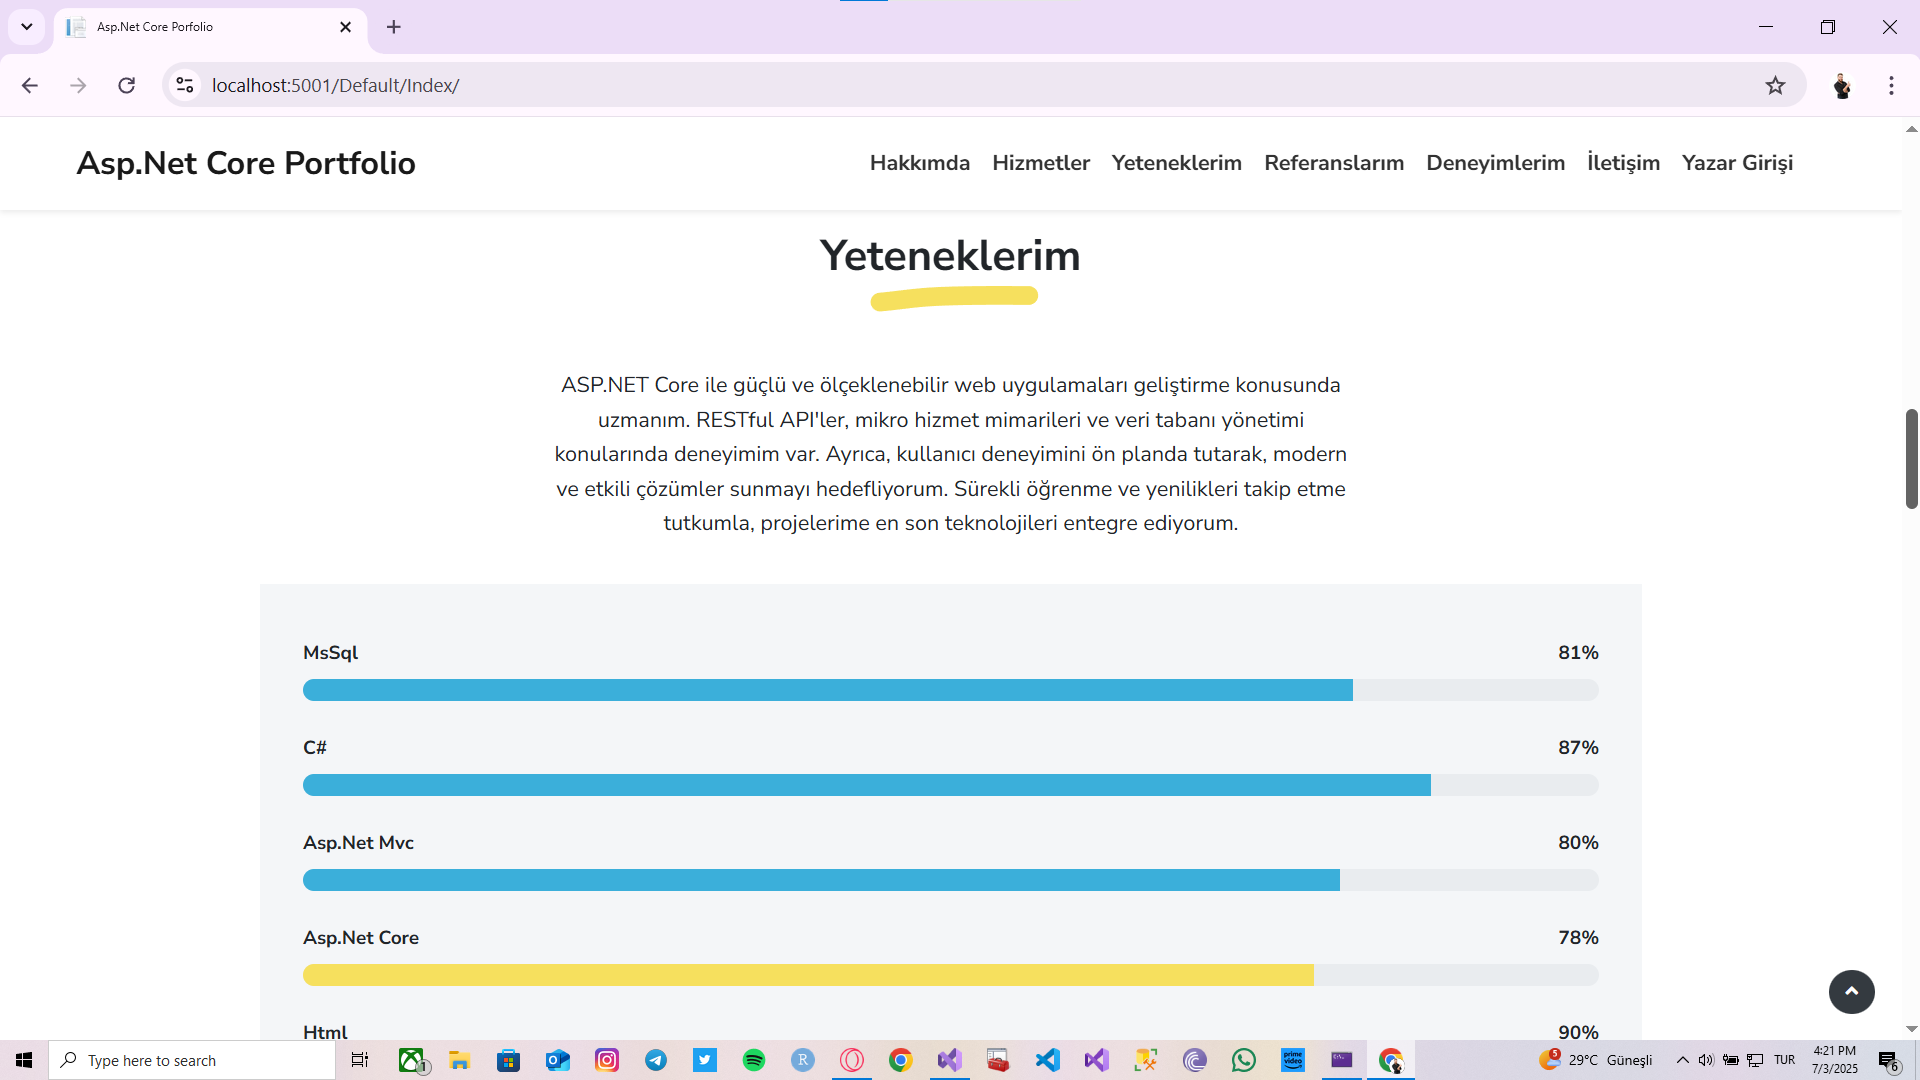 Asp.Net Core Porfolio
localhost:5001/Default/Index/
Asp.Net Core Portfolio
Hakkımda Hizmetler Yeteneklerim Referanslarım Deneyimlerim İletişim Yazar Girişi
Yeteneklerim
ASP.NET Core ile güçlü ve ölçeklenebilir web uygulamaları geliştirme konusunda
uzmanım. RESTful API'ler, mikro hizmet mimarileri ve veri tabanı yönetimi
konularında deneyimim var. Ayrıca, kullanıcı deneyimini ön planda tutarak, modern
ve etkili çözümler sunmayı hedefliyorum. Sürekli öğrenme ve yenilikleri takip etme
tutkumla, projelerime en son teknolojileri entegre ediyorum.
MsSql 81%
C# 87%
Asp.Net Mvc 80%
Asp.Net Core 78%
Html 90%
Type here to search
1
R
prime video
5
29°C Güneşli
TUR
4:21 PM
7/3/2025
6